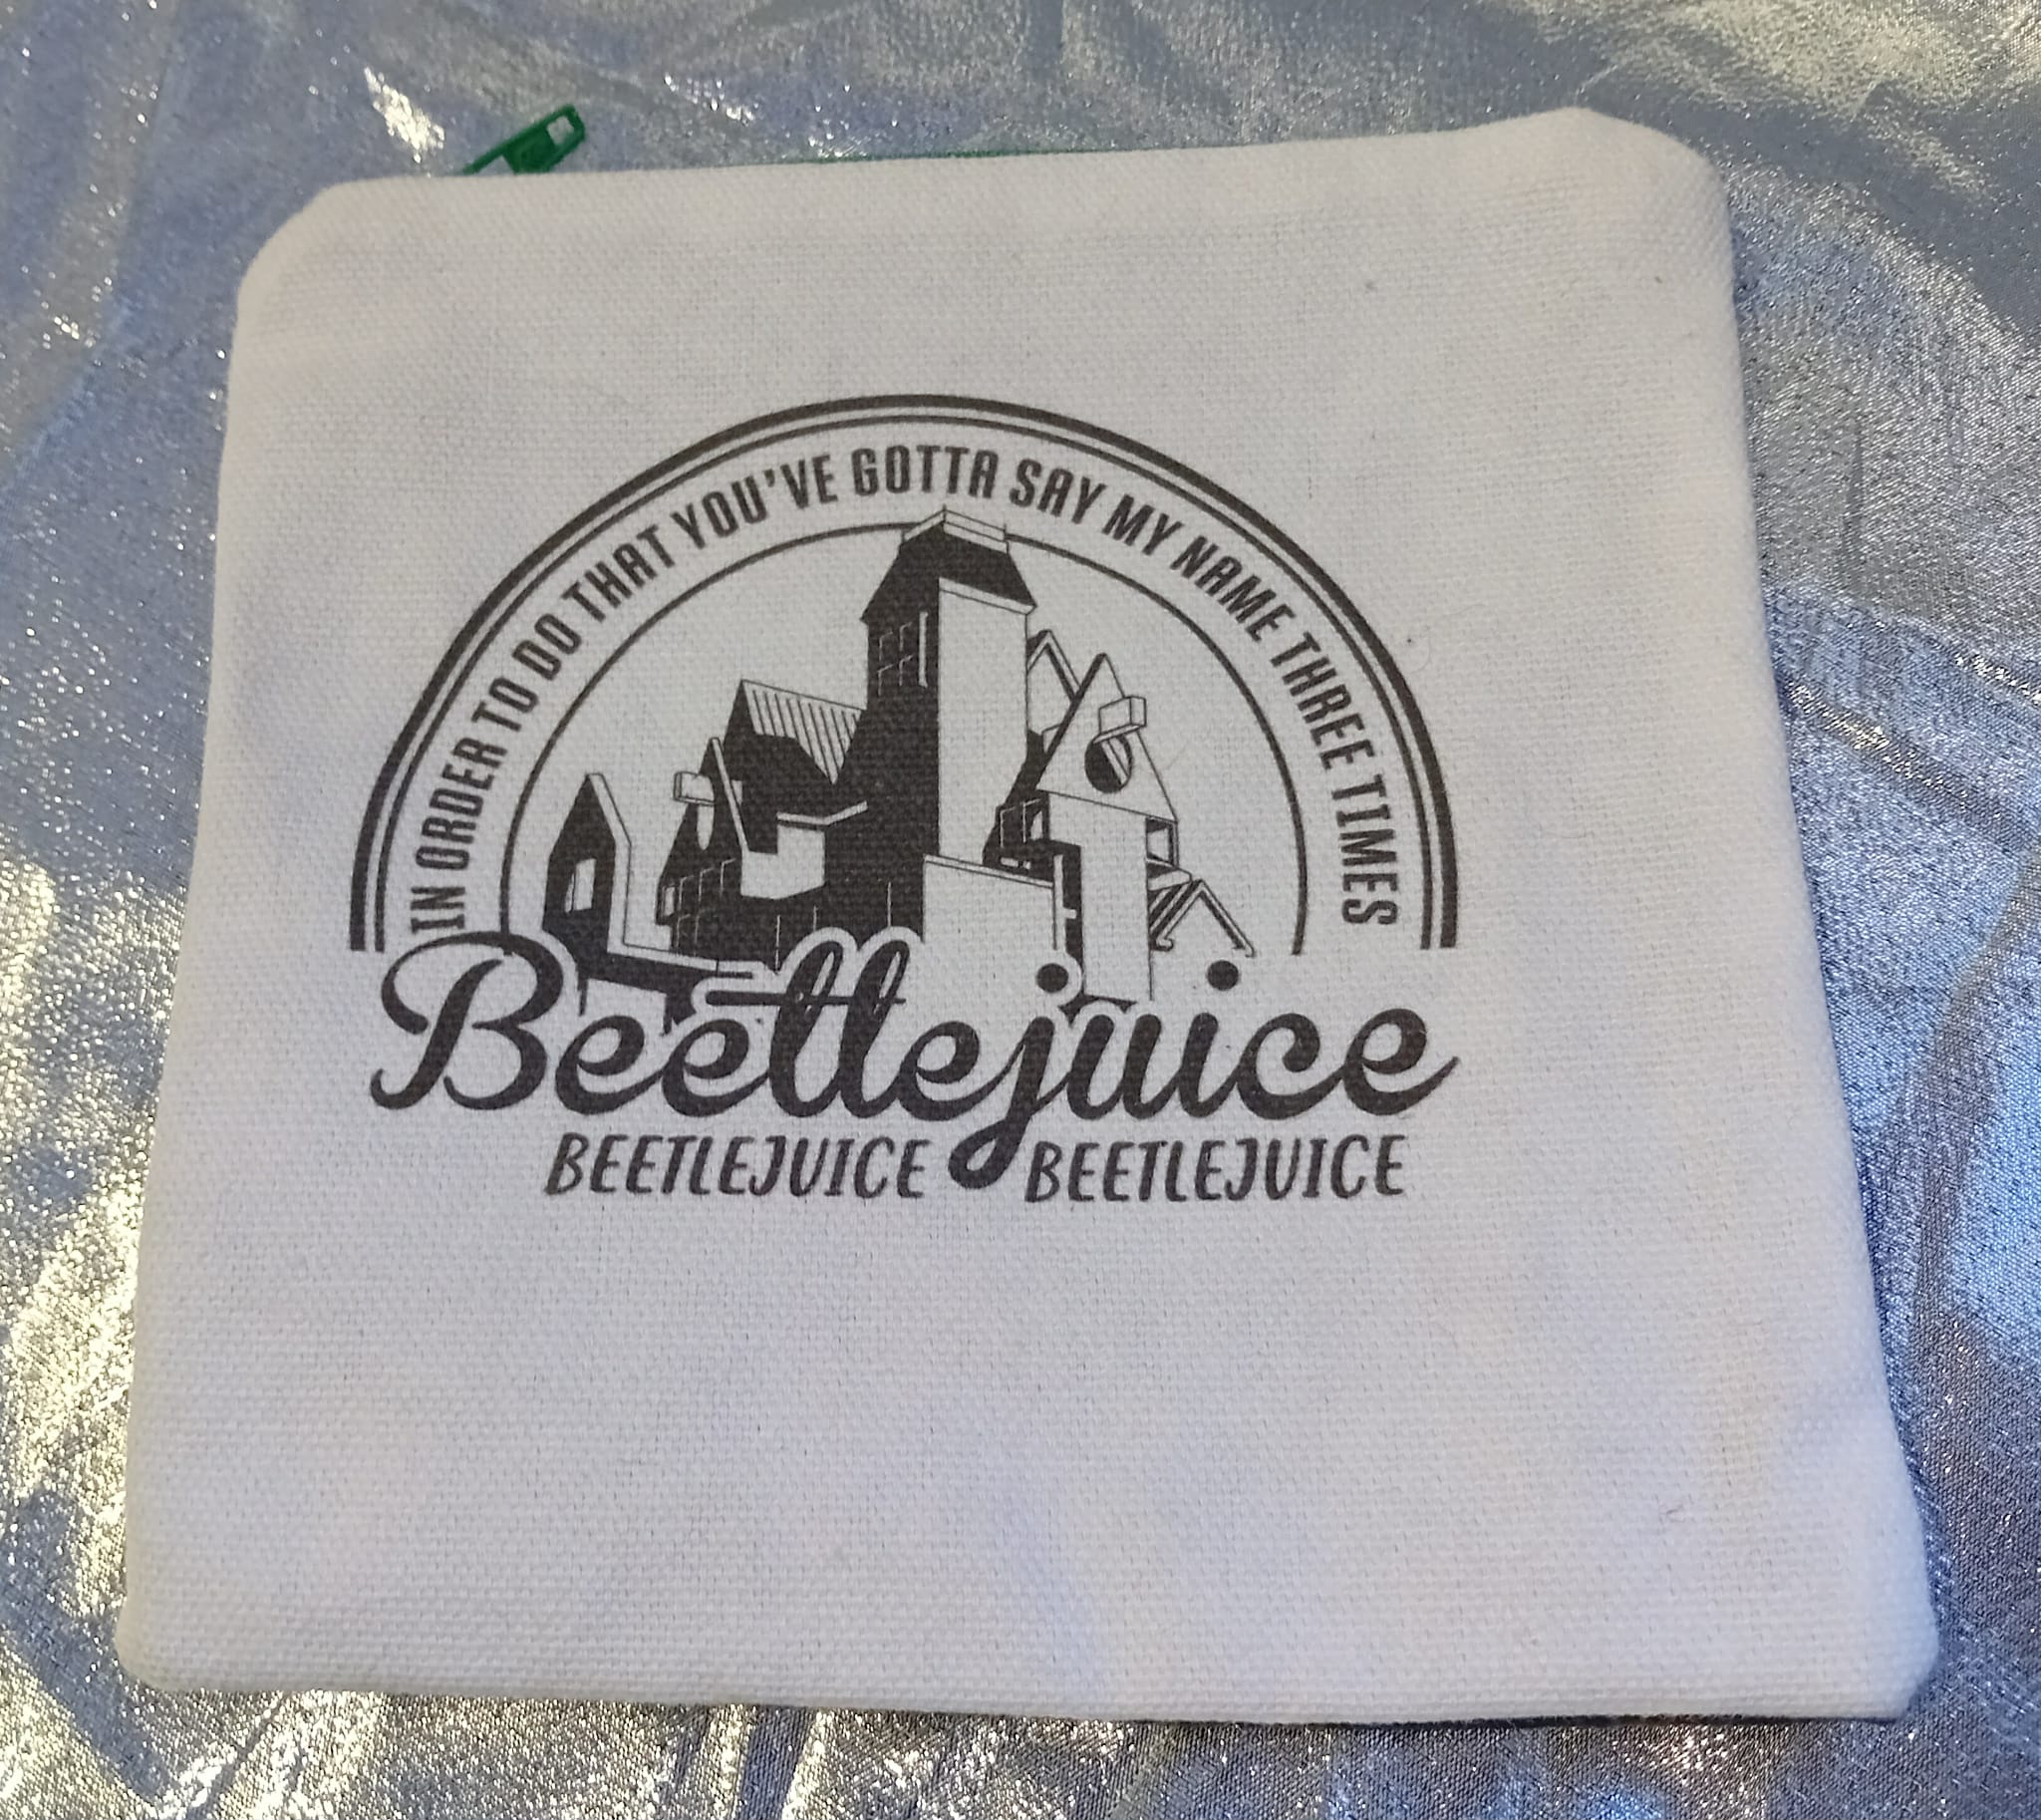 IN ORDER TO DO THAT YOU'VE GOTTA SAY MY NAME THREE TIMES
Beetlejuice
BEETLEJUICE BEETLEJUICE